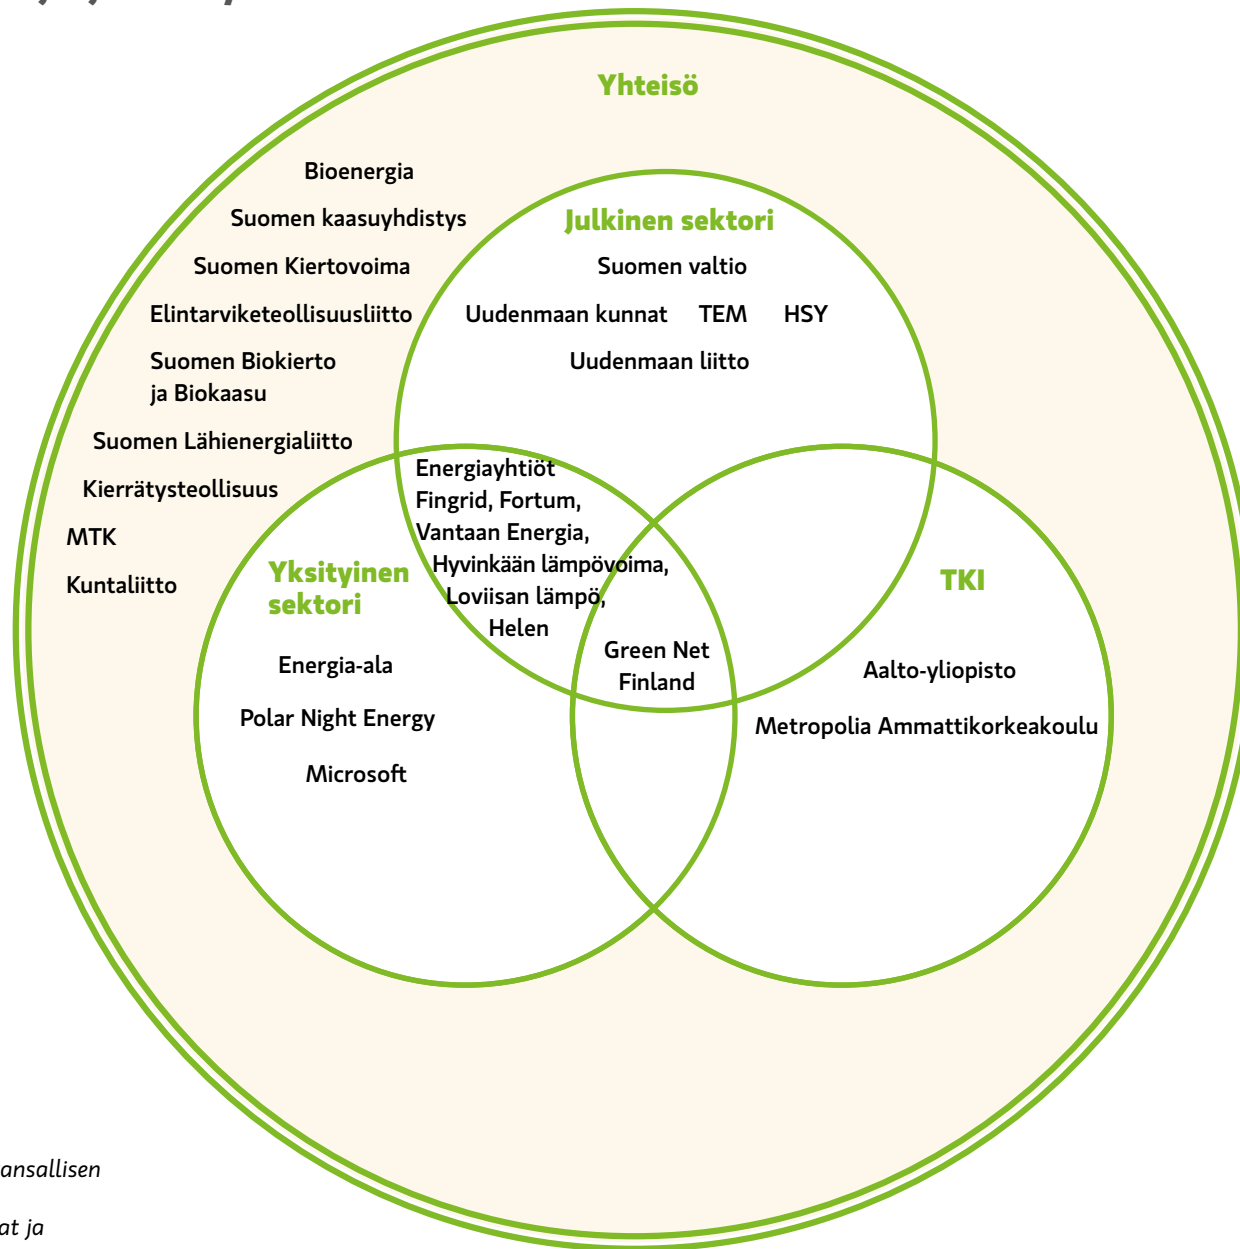 Yhteisö
Bioenergia
Suomen kaasuyhdistys
Suomen Kiertovoima
Elintarviketeollisuusliitto
Suomen Biokierto
ja Biokaasu
Suomen Lähienergialiitto
Kierrätysteollisuus
MTK
Kuntaliitto
Julkinen sektori
Suomen valtio
Uudenmaan kunnat TEM HSY
Uudenmaan liitto
Energiayhtiöt
Fingrid, Fortum,
Vantaan Energia,
Hyvinkään lämpövoima,
Loviisan lämpö,
Helen
Yksityinen
sektori
Energia-ala
Polar Night Energy
Microsoft
Green Net
Finland
TKI
Aalto-yliopisto
Metropolia Ammattikorkeakoulu
ansallisen
at ja